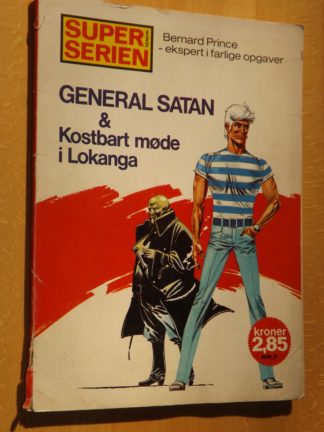 SUPER
SERIEN
Bernard Prince
- ekspert i farlige opgaver
GENERAL SATAN
&
Kostbart møde
i Lokanga
kroner
2,85